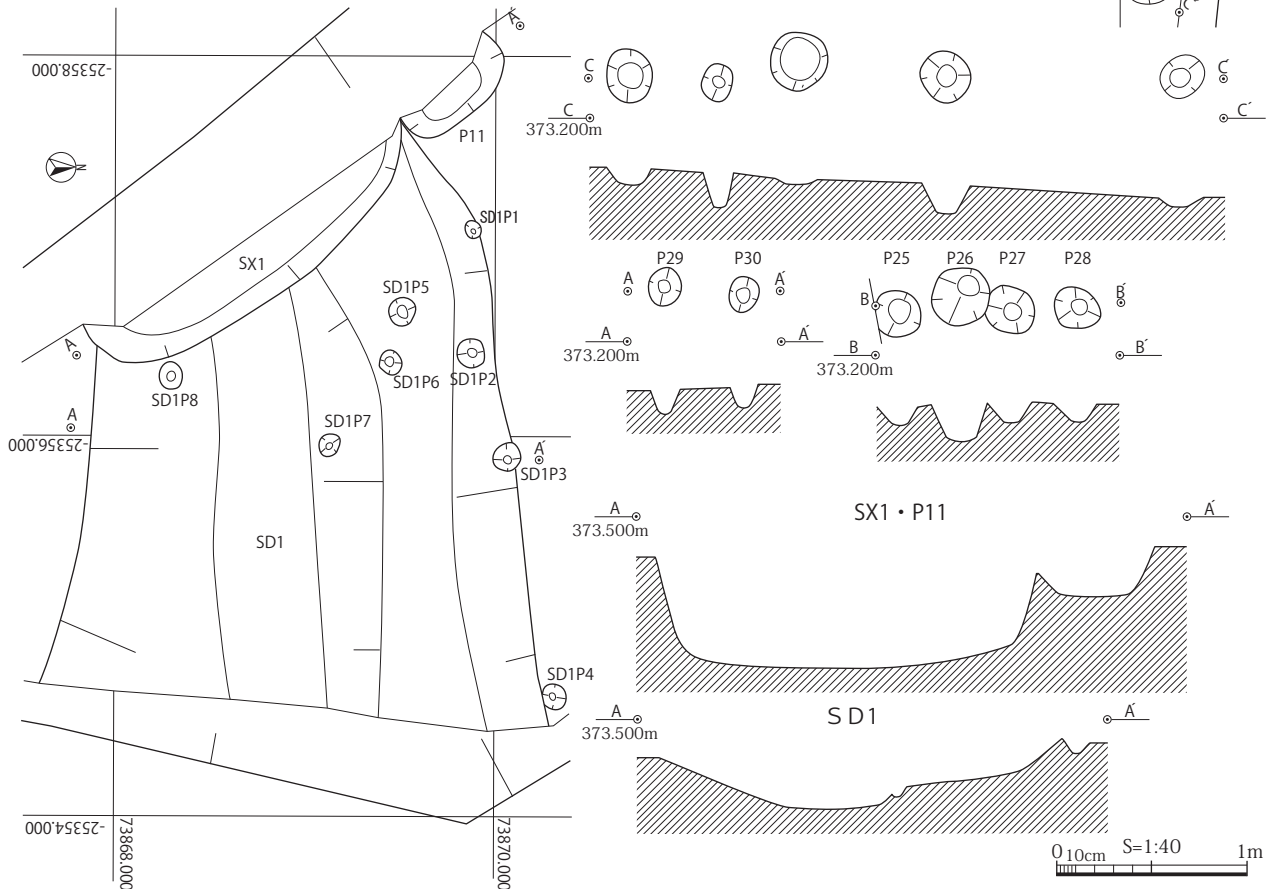 A´
-25358.000
P11
N
SX1
SD1P1
SD1P5
SD1P6
SD1P2
A
SD1P8
SD1P7
A
-25356.000
A´
SD1P3
SD1
SD1P4
-25354.000
73868.000
73870.000
C´
C
C´
C
373.200m
C´
P29
P30
A
A´
A
373.200m
A´
P25
P26
P27
P28
B
B´
B
373.200m
B´
SX1・P11
A
373.500m
A´
SD1
A
373.500m
A´
0 10cm S=1:40 1m